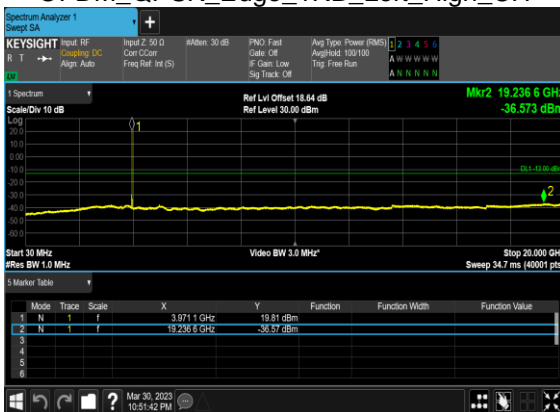 Spectrum Analyzer 1
Swept SA
+
KEYSIGHT Input: RF Input Z: 50 Ω #Atten: 30 dB PNO: Fast Avg Type: Power (RMS) 1 2 3 4 5 6
R T Coupling: DC Corr CCorr Gate: Off Avg|Hold: 100/100 A W W W W W
Align: Auto Freq Ref: Int (S) IF Gain: Low Trig: Free Run
Sig Track: Off A N N N N N
1 Spectrum Ref Lvl Offset 18.64 dB Mkr2 19.236 6 GHz
Scale/Div 10 dB Ref Level 30.00 dBm -36.573 dBm
Log
20.0
10.0
0.00
-10.0
DL1 -13.00 dBm
-20.0
-30.0
-40.0
-50.0
-60.0
1
2
Start 30 MHz Video BW 3.0 MHz* Stop 20.000 GHz
#Res BW 1.0 MHz Sweep 34.7 ms (40001 pts)
5 Marker Table
Mode Trace Scale X Y Function Function Width Function Value
1 N 1 f 3.971 1 GHz 19.81 dBm
2 N 1 f 19.236 6 GHz -36.57 dBm
3
4
5
6
? Mar 30, 2023
10:51:42 PM